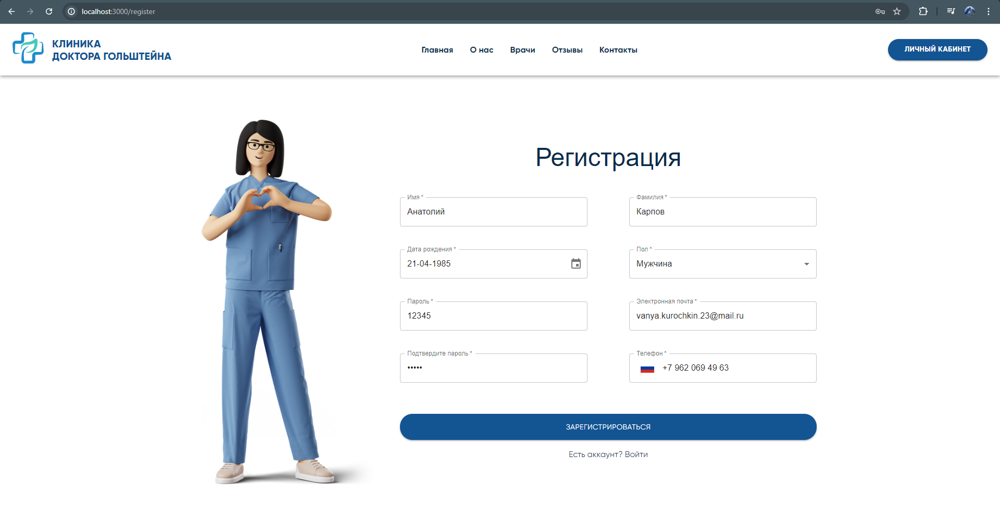 localhost:3000/register
КЛИНИКА
ДОКТОРА ГОЛЬШТЕЙНА
Главная
О нас
Врачи
Отзывы
Контакты
ЛИЧНЫЙ КАБИНЕТ
Регистрация
Имя *
Анатолий
Фамилия *
Карпов
Дата рождения *
21-04-1985
Пол *
Мужчина
Пароль *
12345
Электронная почта *
vanya.kurochkin.23@mail.ru
Подтвердите пароль *
•••••
Телефон *
+7 962 069 49 63
ЗАРЕГИСТРИРОВАТЬСЯ
Есть аккаунт? Войти